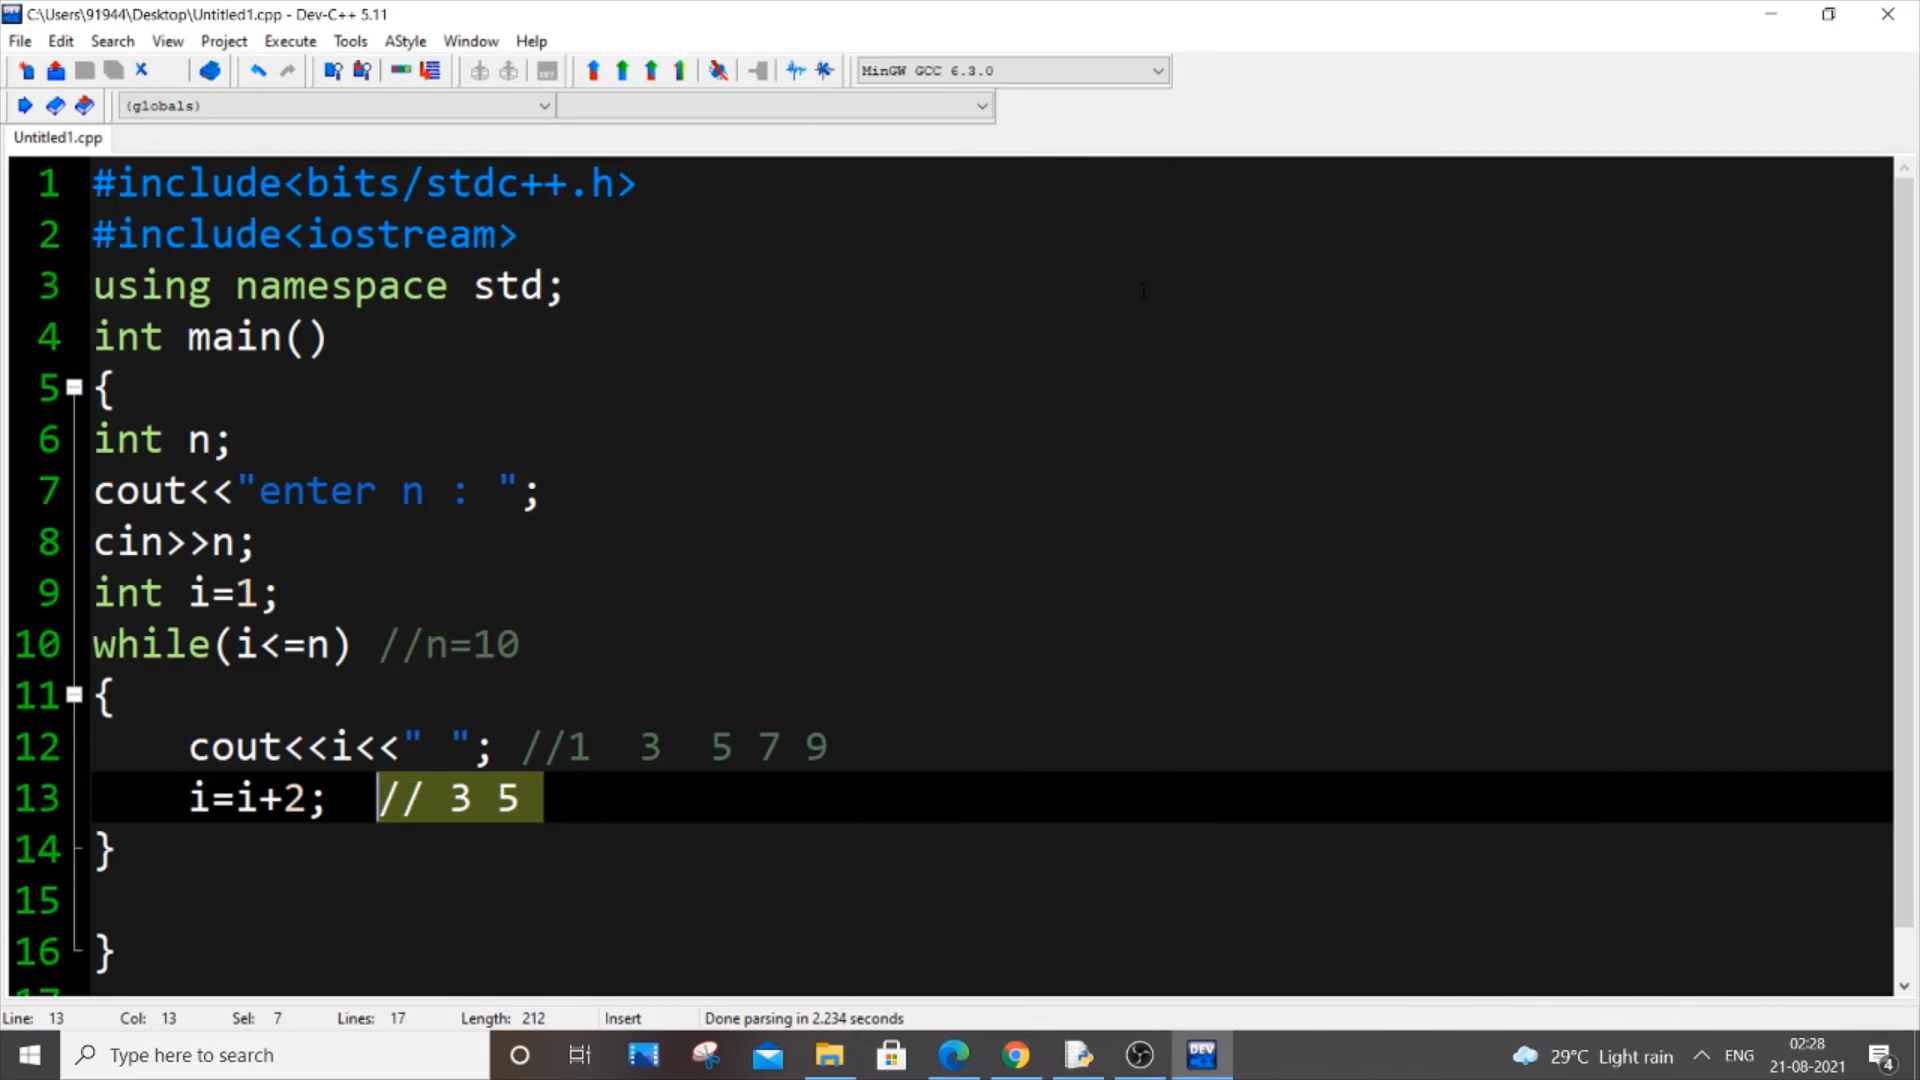 C:\Users\91944\Desktop\Untitled1.cpp - Dev-C++ 5.11
File Edit Search View Project Execute Tools AStyle Window Help
MinGW GCC 6.3.0
(globals)
Untitled1.cpp
1 #include<bits/stdc++.h>
2 #include<iostream>
3 using namespace std;
4 int main()
5 {
6 int n;
7 cout<<"enter n : ";
8 cin>>n;
9 int i=1;
10 while(i<=n) //n=10
11 {
12 cout<<i<<" "; //1 3 5 7 9
13 i=i+2; // 3 5
14 }
15
16 }
17
Line: 13 Col: 13 Sel: 7 Lines: 17 Length: 212 Insert Done parsing in 2.234 seconds
Type here to search
DEV
29°C Light rain
ENG
02:28
21-08-2021
4